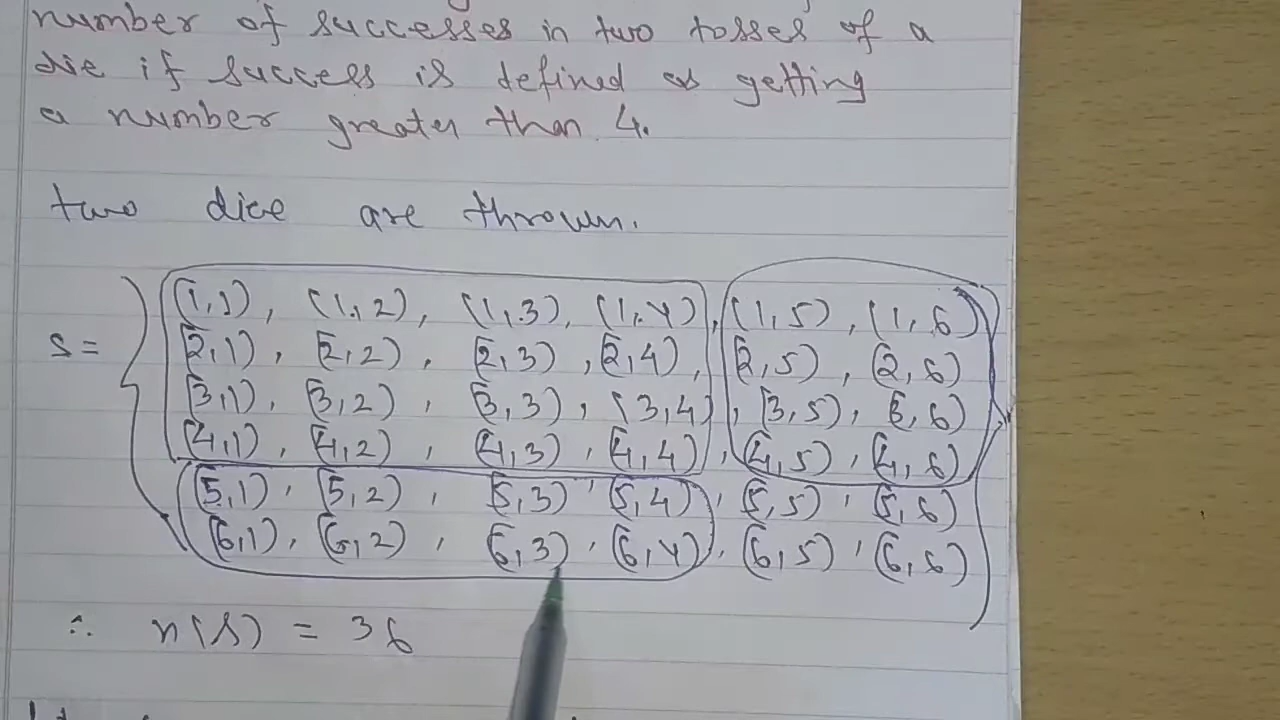 number of successes in two tosses of a
die if success is defined as getting
a number greater than 4.
two dice are thrown.
S = { (1,1), (1,2), (1,3), (1,4), (1,5), (1,6)
(2,1), (2,2), (2,3), (2,4), (2,5), (2,6)
(3,1), (3,2), (3,3), (3,4), (3,5), (3,6)
(4,1), (4,2), (4,3), (4,4), (4,5), (4,6)
(5,1), (5,2), (5,3), (5,4), (5,5), (5,6)
(6,1), (6,2), (6,3), (6,4), (6,5), (6,6) }
∴ n(S) = 36